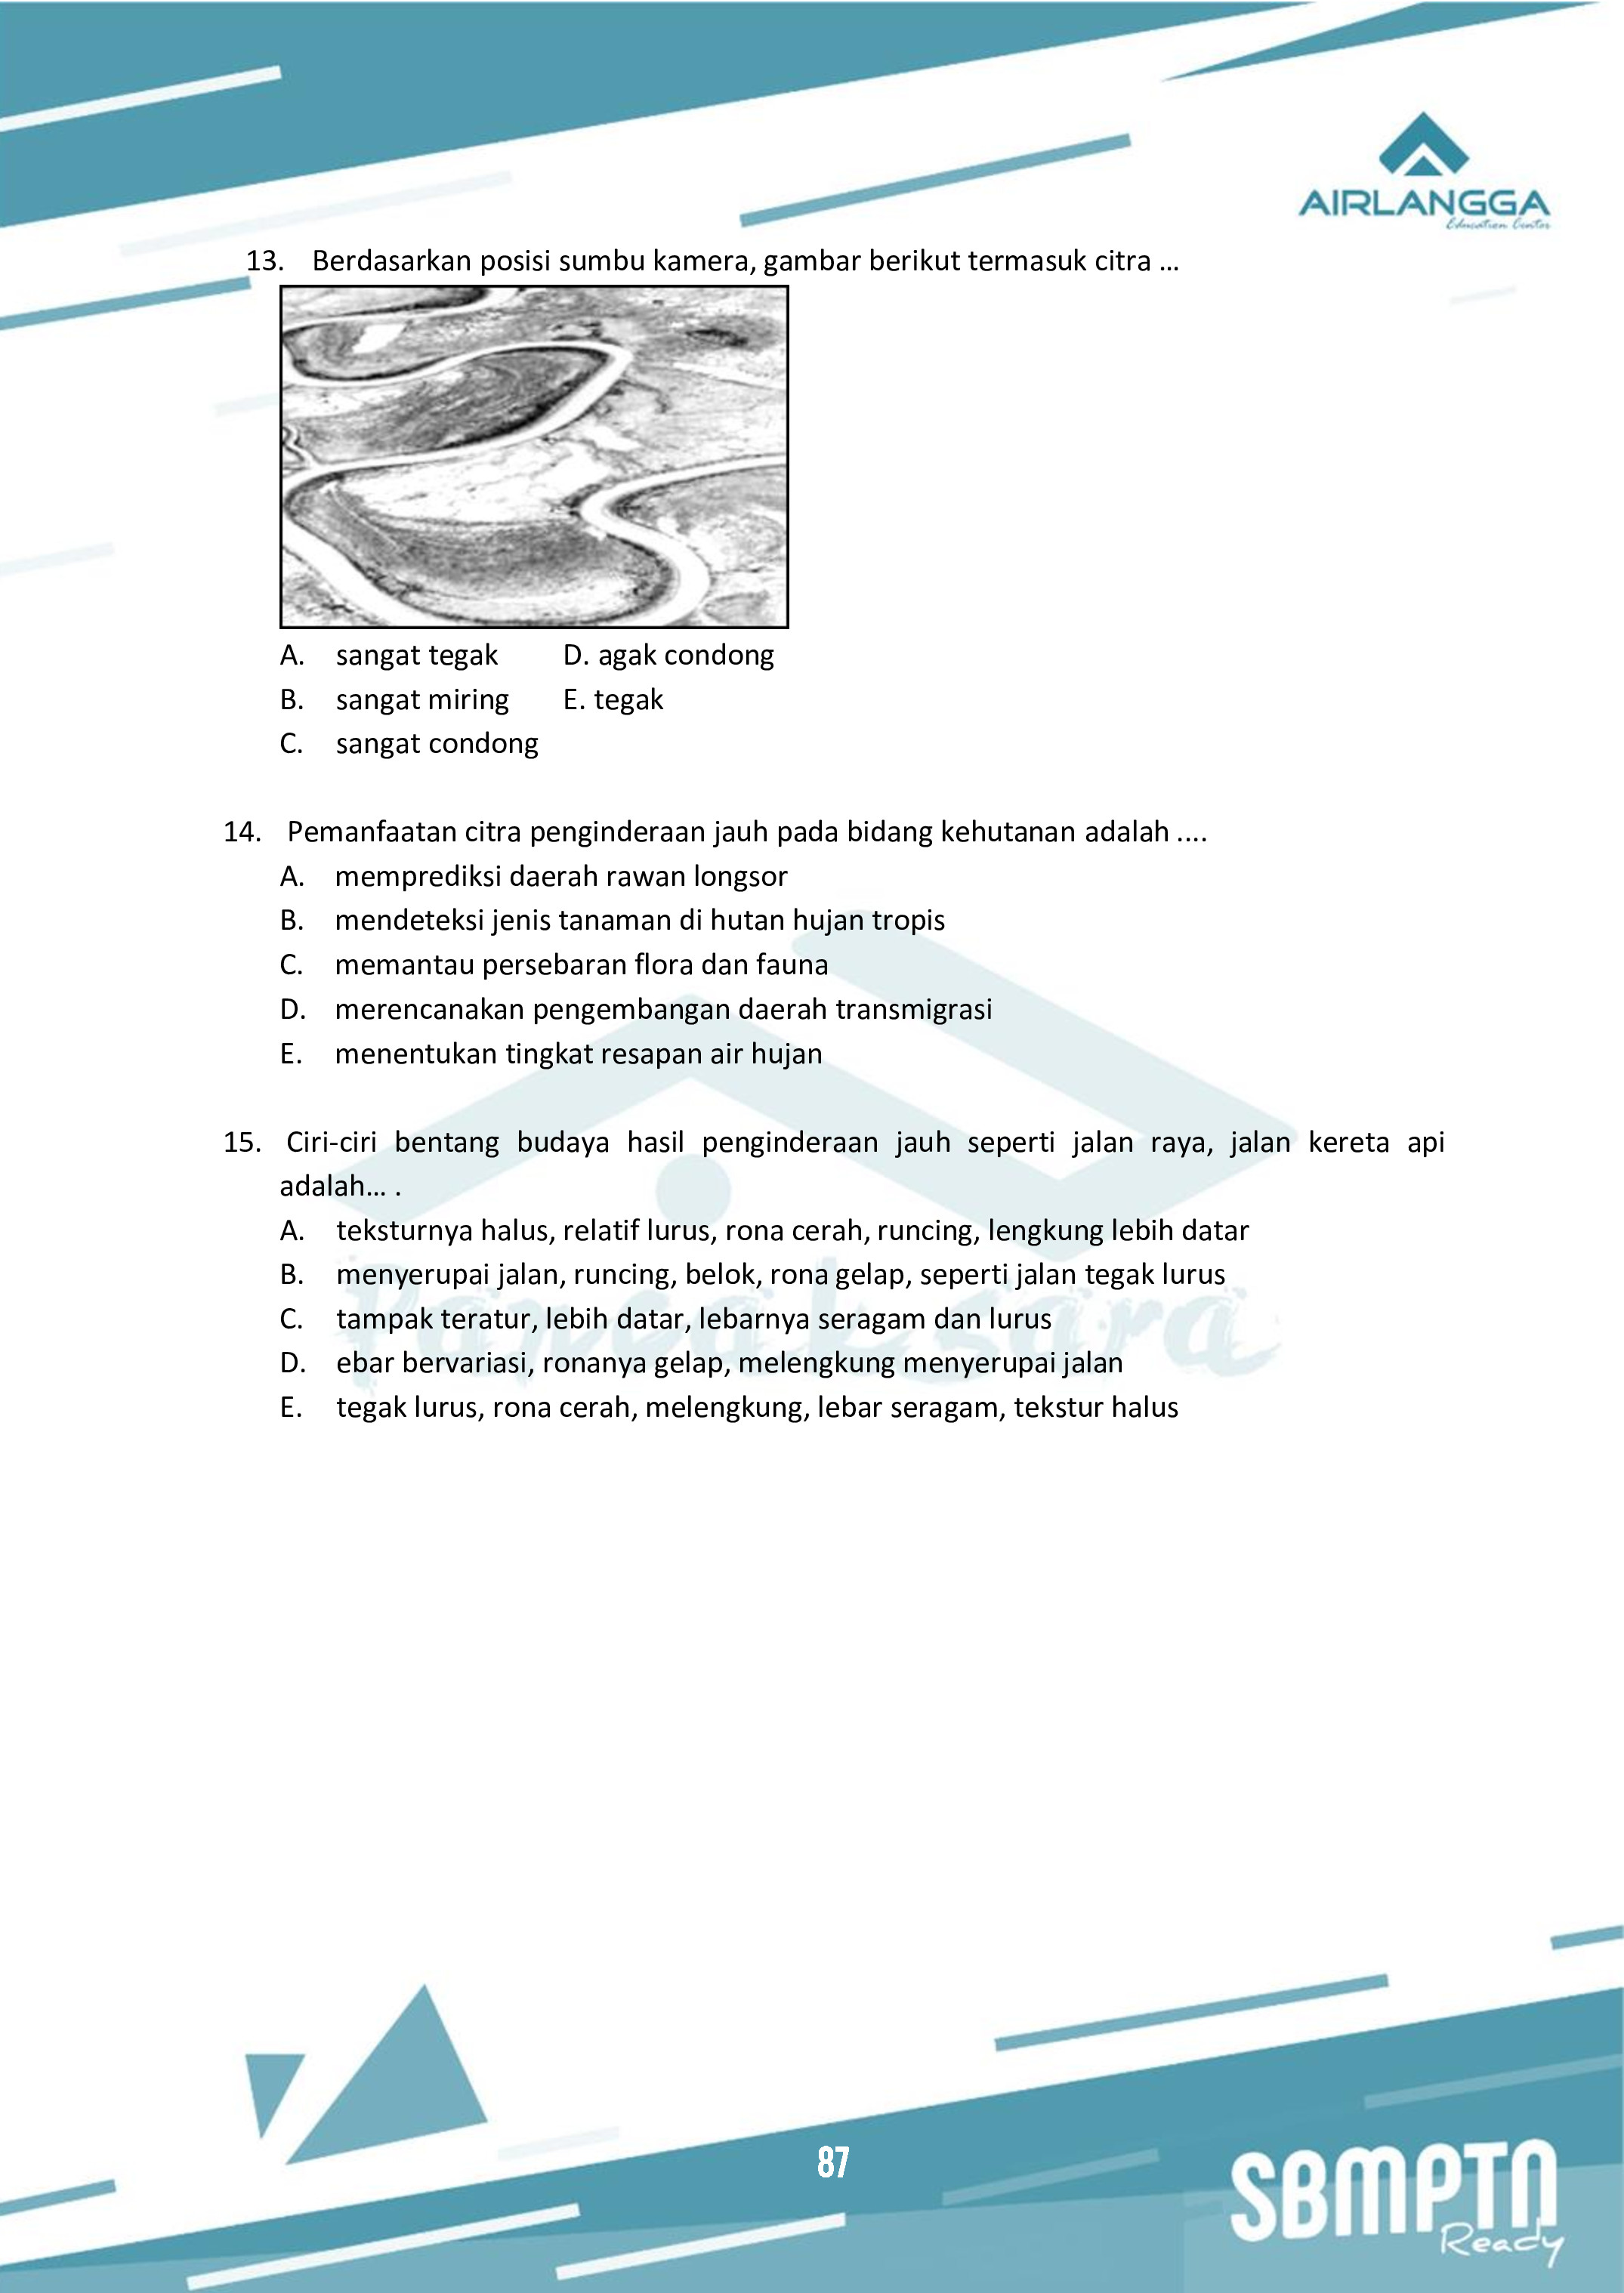 AIRLANGGA
Education Center
13. Berdasarkan posisi sumbu kamera, gambar berikut termasuk citra ...
A. sangat tegak D. agak condong
B. sangat miring E. tegak
C. sangat condong
14. Pemanfaatan citra penginderaan jauh pada bidang kehutanan adalah ....
A. memprediksi daerah rawan longsor
B. mendeteksi jenis tanaman di hutan hujan tropis
C. memantau persebaran flora dan fauna
D. merencanakan pengembangan daerah transmigrasi
E. menentukan tingkat resapan air hujan
15. Ciri-ciri bentang budaya hasil penginderaan jauh seperti jalan raya, jalan kereta api
adalah... .
A. teksturnya halus, relatif lurus, rona cerah, runcing, lengkung lebih datar
B. menyerupai jalan, runcing, belok, rona gelap, seperti jalan tegak lurus
C. tampak teratur, lebih datar, lebarnya seragam dan lurus
D. ebar bervariasi, ronanya gelap, melengkung menyerupai jalan
E. tegak lurus, rona cerah, melengkung, lebar seragam, tekstur halus
87
SBMPTN
Ready